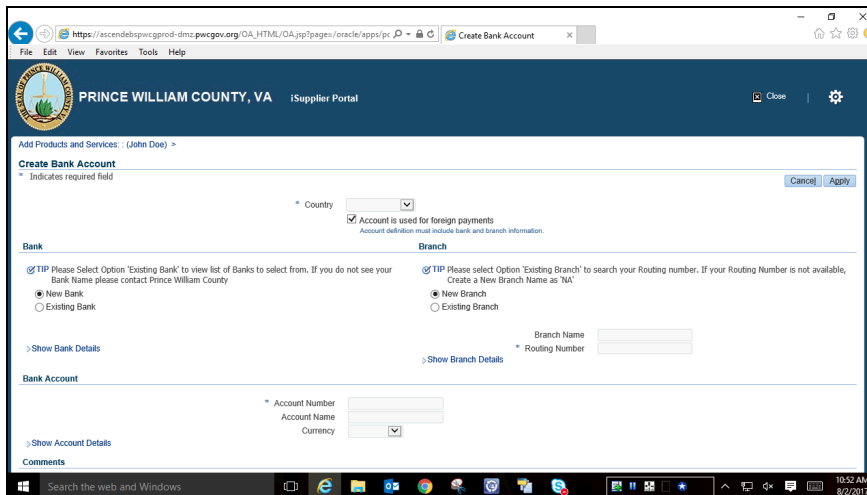 https://ascendebspwcgprod-dmz.pwcgov.org/OA_HTML/OA.jsp?page=/oracle/apps/pc
Create Bank Account
File Edit View Favorites Tools Help
PRINCE WILLIAM COUNTY, VA iSupplier Portal
Close
Add Products and Services: : (John Doe) >
Create Bank Account
* Indicates required field
Cancel Apply
* Country
Account is used for foreign payments
Account definition must include bank and branch information.
Bank
TIP Please Select Option 'Existing Bank' to view list of Banks to select from. If you do not see your
Bank Name please contact Prince William County
New Bank
Existing Bank
Show Bank Details
Branch
TIP Please select Option 'Existing Branch' to search your Routing number. If your Routing Number is not available,
Create a New Branch Name as 'NA'
New Branch
Existing Branch
Branch Name
* Routing Number
Show Branch Details
Bank Account
* Account Number
Account Name
Currency
Show Account Details
Comments
Search the web and Windows
10:52 AM